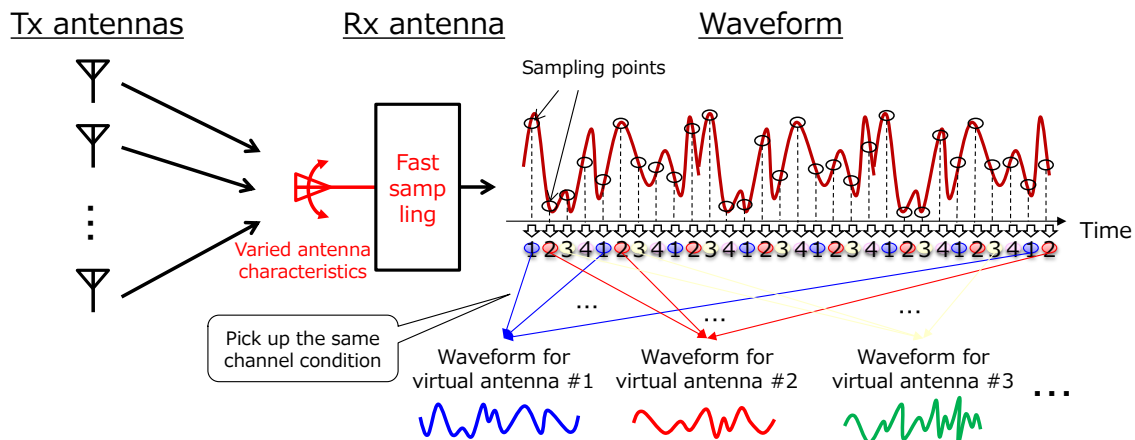 Tx antennas
Rx antenna
Waveform
Sampling points
Fast
samp
ling
Varied antenna
characteristics
Time
1 2 3 4 1 2 3 4 1 2 3 4 1 2 3 4 1 2 3 4 1 2 3 4 1 2 3 4 1 2
Pick up the same
channel condition
...
...
...
Waveform for
virtual antenna #1
Waveform for
virtual antenna #2
Waveform for
virtual antenna #3
...